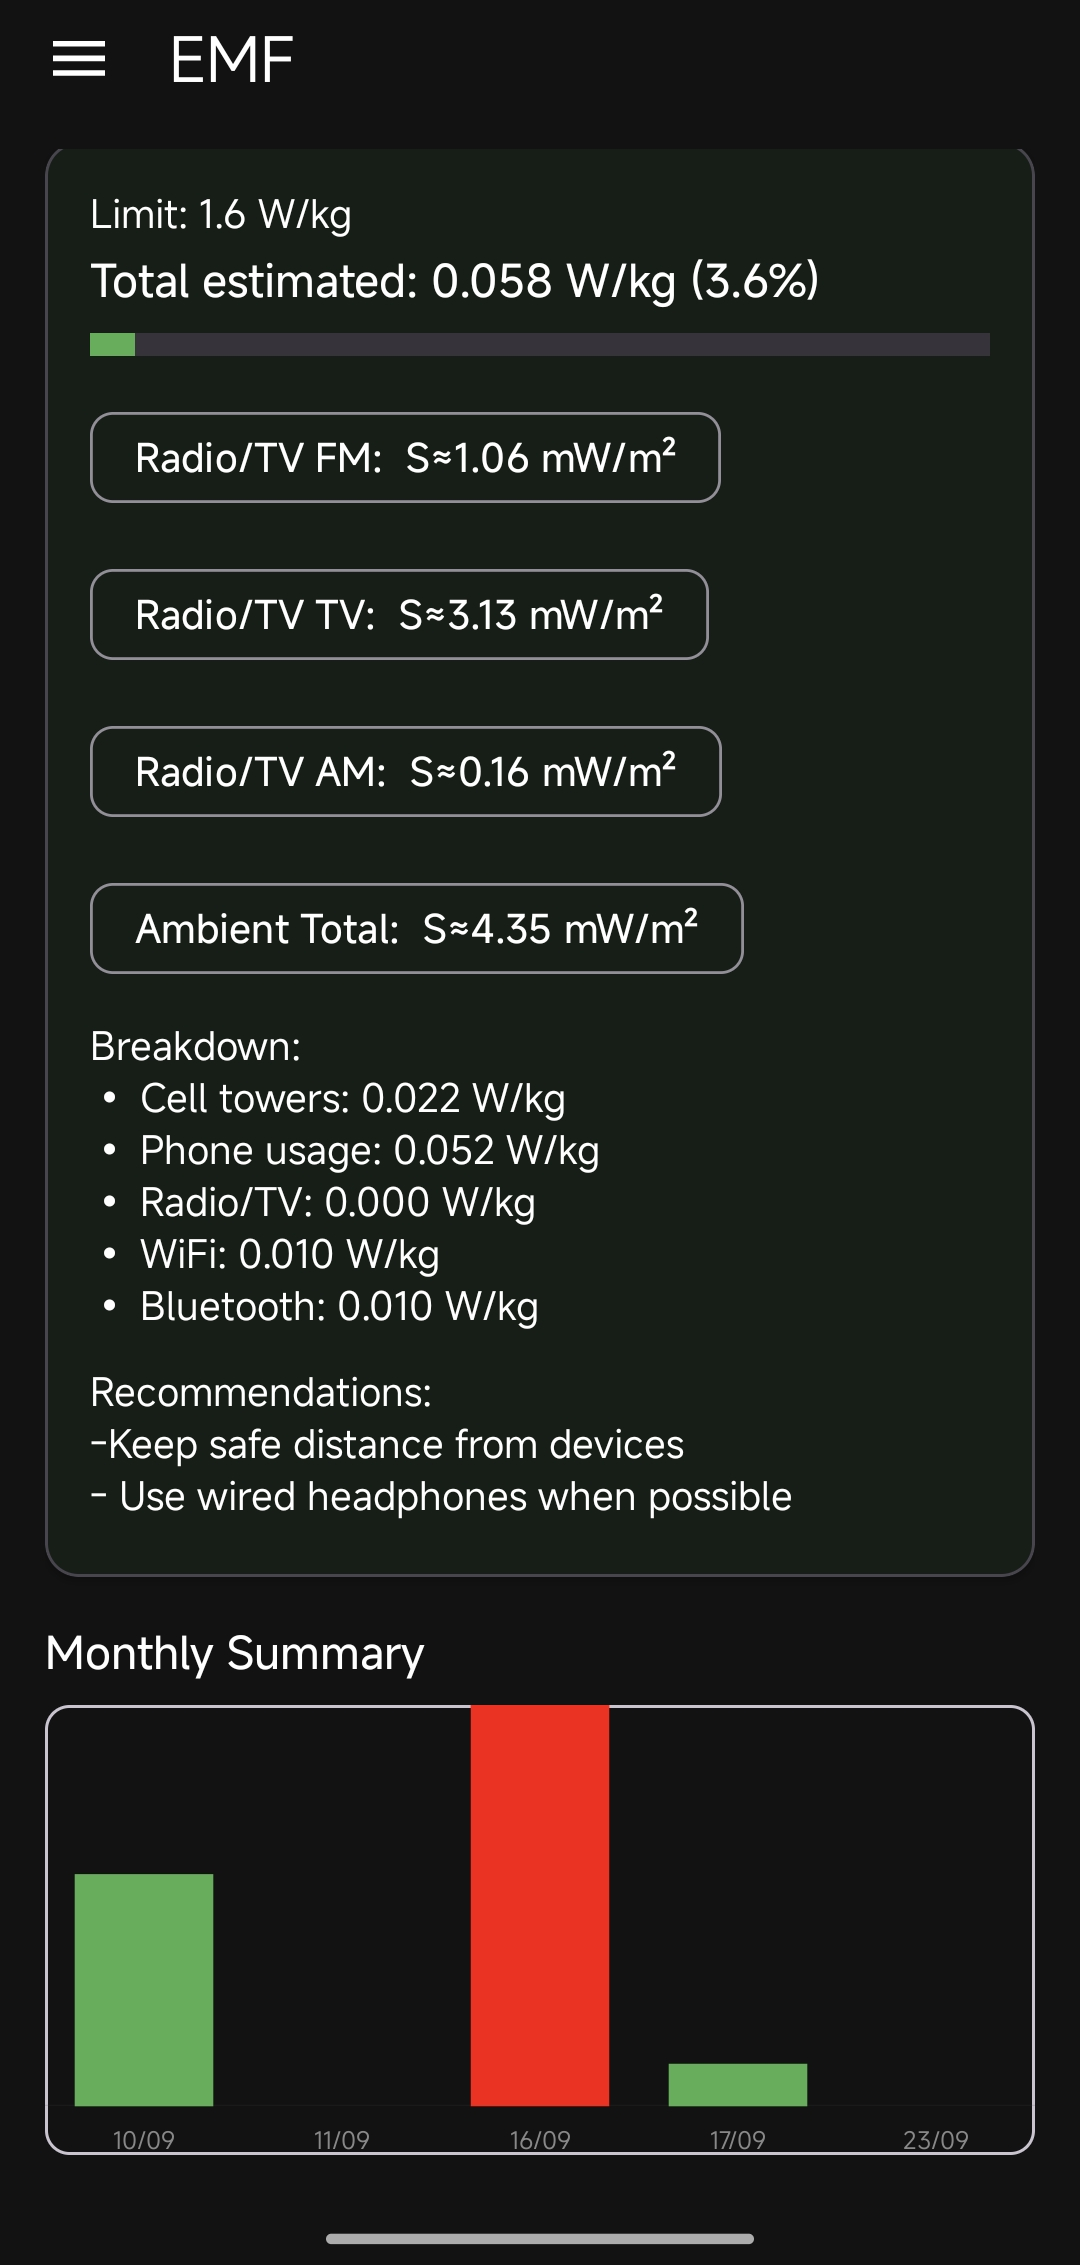 EMF
Limit: 1.6 W/kg
Total estimated: 0.058 W/kg (3.6%)
Radio/TV FM: S≈1.06 mW/m²
Radio/TV TV: S≈3.13 mW/m²
Radio/TV AM: S≈0.16 mW/m²
Ambient Total: S≈4.35 mW/m²
Breakdown:
• Cell towers: 0.022 W/kg
• Phone usage: 0.052 W/kg
• Radio/TV: 0.000 W/kg
• WiFi: 0.010 W/kg
• Bluetooth: 0.010 W/kg
Recommendations:
-Keep safe distance from devices
- Use wired headphones when possible
Monthly Summary
10/09 11/09 16/09 17/09 23/09